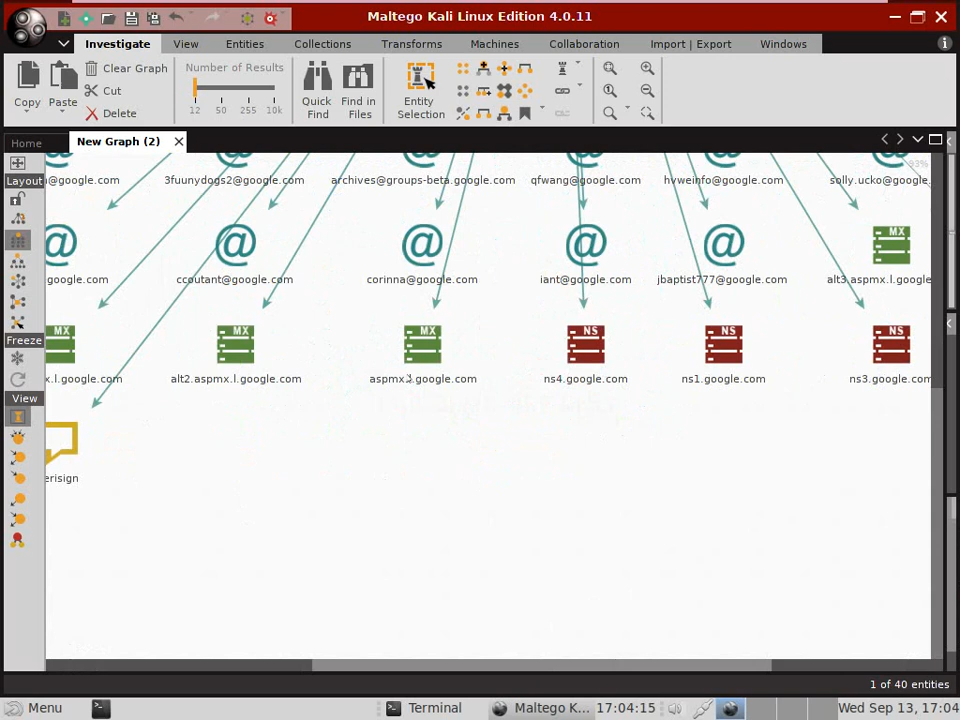 Maltego Kali Linux Edition 4.0.11
Investigate View Entities Collections Transforms Machines Collaboration Import | Export Windows
Copy
Paste
Clear Graph
Cut
Delete
Number of Results
12 50 255 10k
Quick Find
Find in Files
Entity Selection
Home New Graph (2)
93%
Layout
Freeze
View
@google.com 3fuunydogs2@google.com archives@groups-beta.google.com qfwang@google.com hvweinfo@google.com solly.ucko@google.
@ @ @ @ @ MX
google.com ccoutant@google.com corinna@google.com iant@google.com jbaptist777@google.com alt3.aspmx.l.google
MX MX MX NS NS NS
x.l.google.com alt2.aspmx.l.google.com aspmx.l.google.com ns4.google.com ns1.google.com ns3.google.com
erisign
1 of 40 entities
Menu Terminal Maltego K... 17:04:15 Wed Sep 13, 17:04